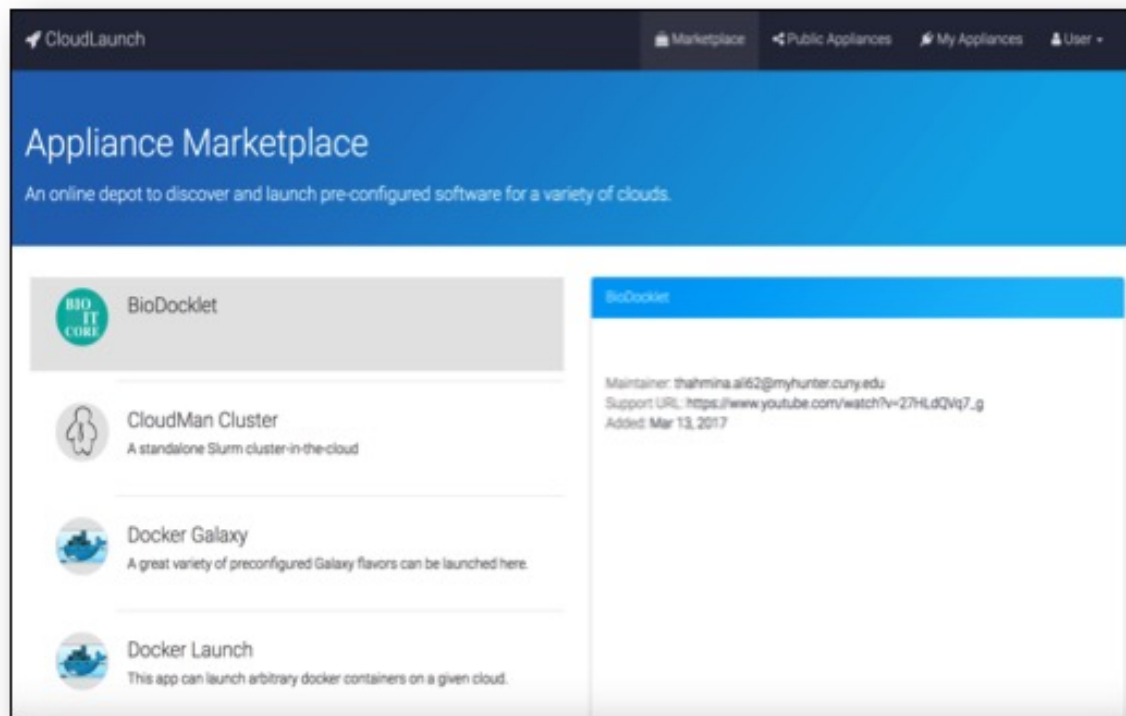 CloudLaunch
Marketplace
Public Appliances
My Appliances
User
Appliance Marketplace
An online depot to discover and launch pre-configured software for a variety of clouds.
BIO
IT
CORE
BioDocklet
CloudMan Cluster
A standalone Slurm cluster-in-the-cloud
Docker Galaxy
A great variety of preconfigured Galaxy flavors can be launched here.
Docker Launch
This app can launch arbitrary docker containers on a given cloud.
BioDocklet
Maintainer: thahmina.ali62@myhunter.cuny.edu
Support URL: https://www.youtube.com/watch?v=27HLdQVq7_g
Added: Mar 13, 2017